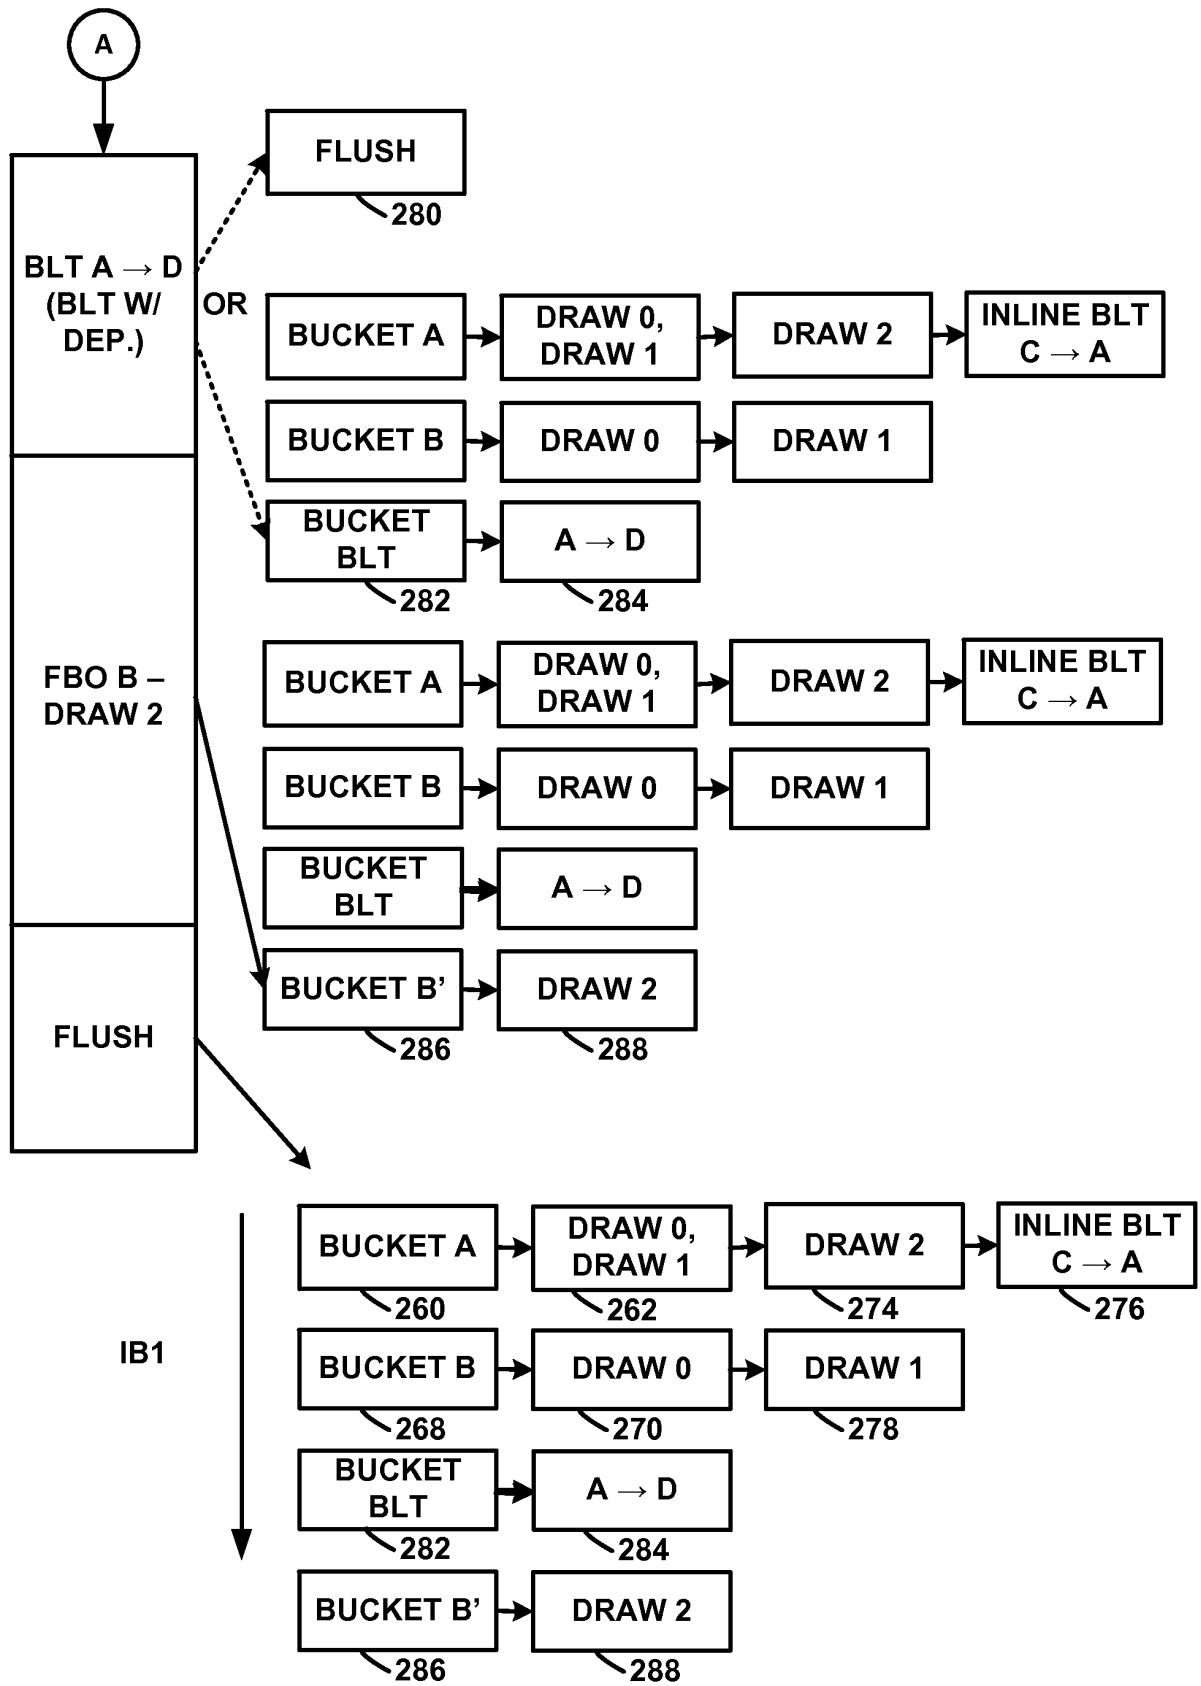 A
FLUSH
280
BLT A → D
(BLT W/
DEP.)
OR
BUCKET A
DRAW 0,
DRAW 1
DRAW 2
INLINE BLT
C → A
BUCKET B
DRAW 0
DRAW 1
BUCKET
BLT
282
A → D
284
FBO B –
DRAW 2
BUCKET A
DRAW 0,
DRAW 1
DRAW 2
INLINE BLT
C → A
BUCKET B
DRAW 0
DRAW 1
BUCKET
BLT
A → D
BUCKET B’
286
DRAW 2
288
FLUSH
IB1
BUCKET A
260
DRAW 0,
DRAW 1
262
DRAW 2
274
INLINE BLT
C → A
276
BUCKET B
268
DRAW 0
270
DRAW 1
278
BUCKET
BLT
282
A → D
284
BUCKET B’
286
DRAW 2
288